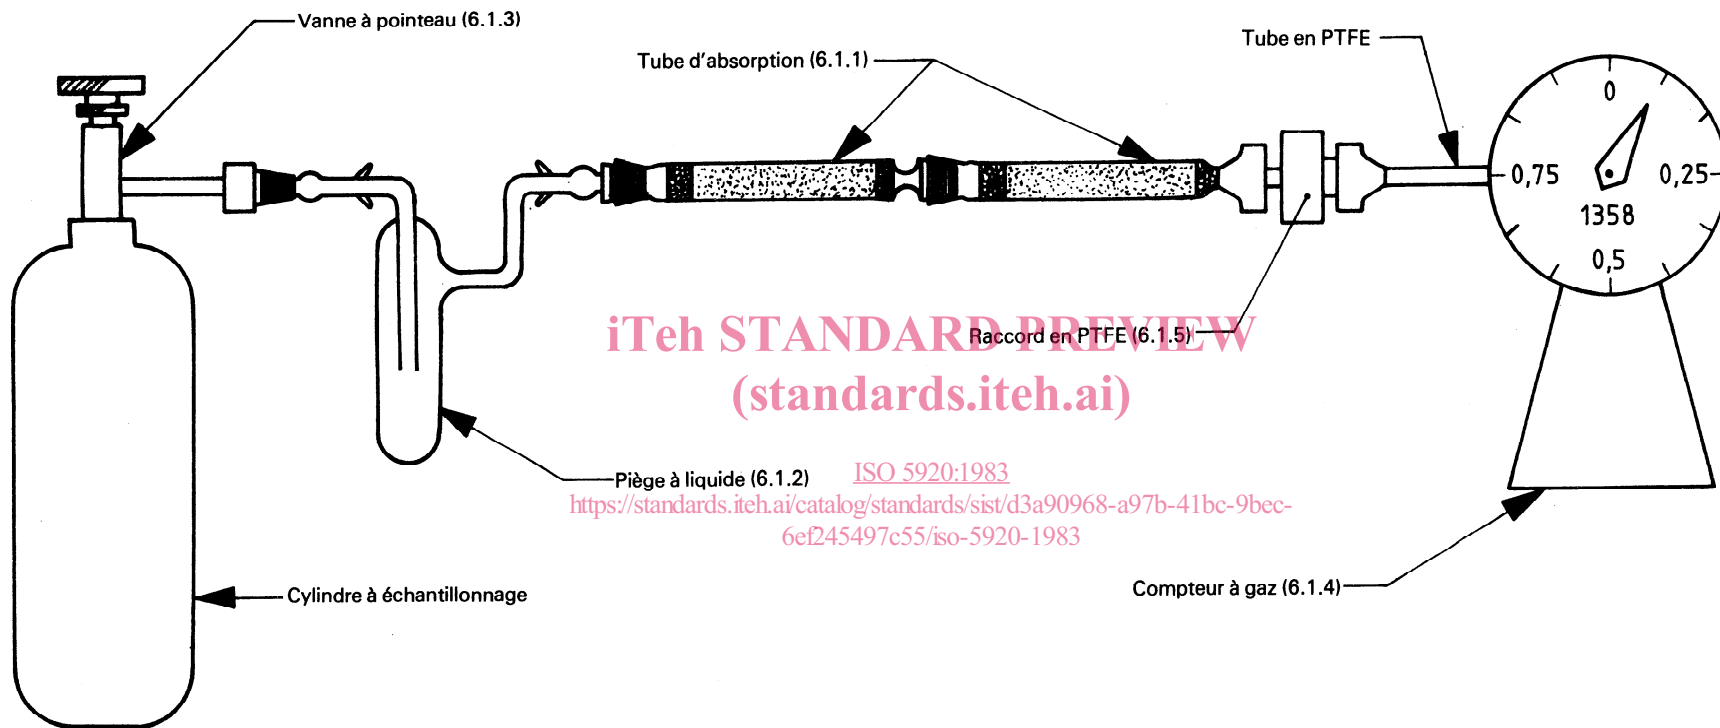 Vanne à pointeau (6.1.3)
Tube d'absorption (6.1.1)
Tube en PTFE
0
0,75
0,25
1358
0,5
iTeh STANDARD PREVIEW
Raccord en PTFE (6.1.5)
(standards.iteh.ai)
Piège à liquide (6.1.2)
ISO 5920:1983
https://standards.iteh.ai/catalog/standards/sist/d3a90968-a97b-41bc-9bec-
6ef245497c55/iso-5920-1983
Compteur à gaz (6.1.4)
Cylindre à échantillonnage